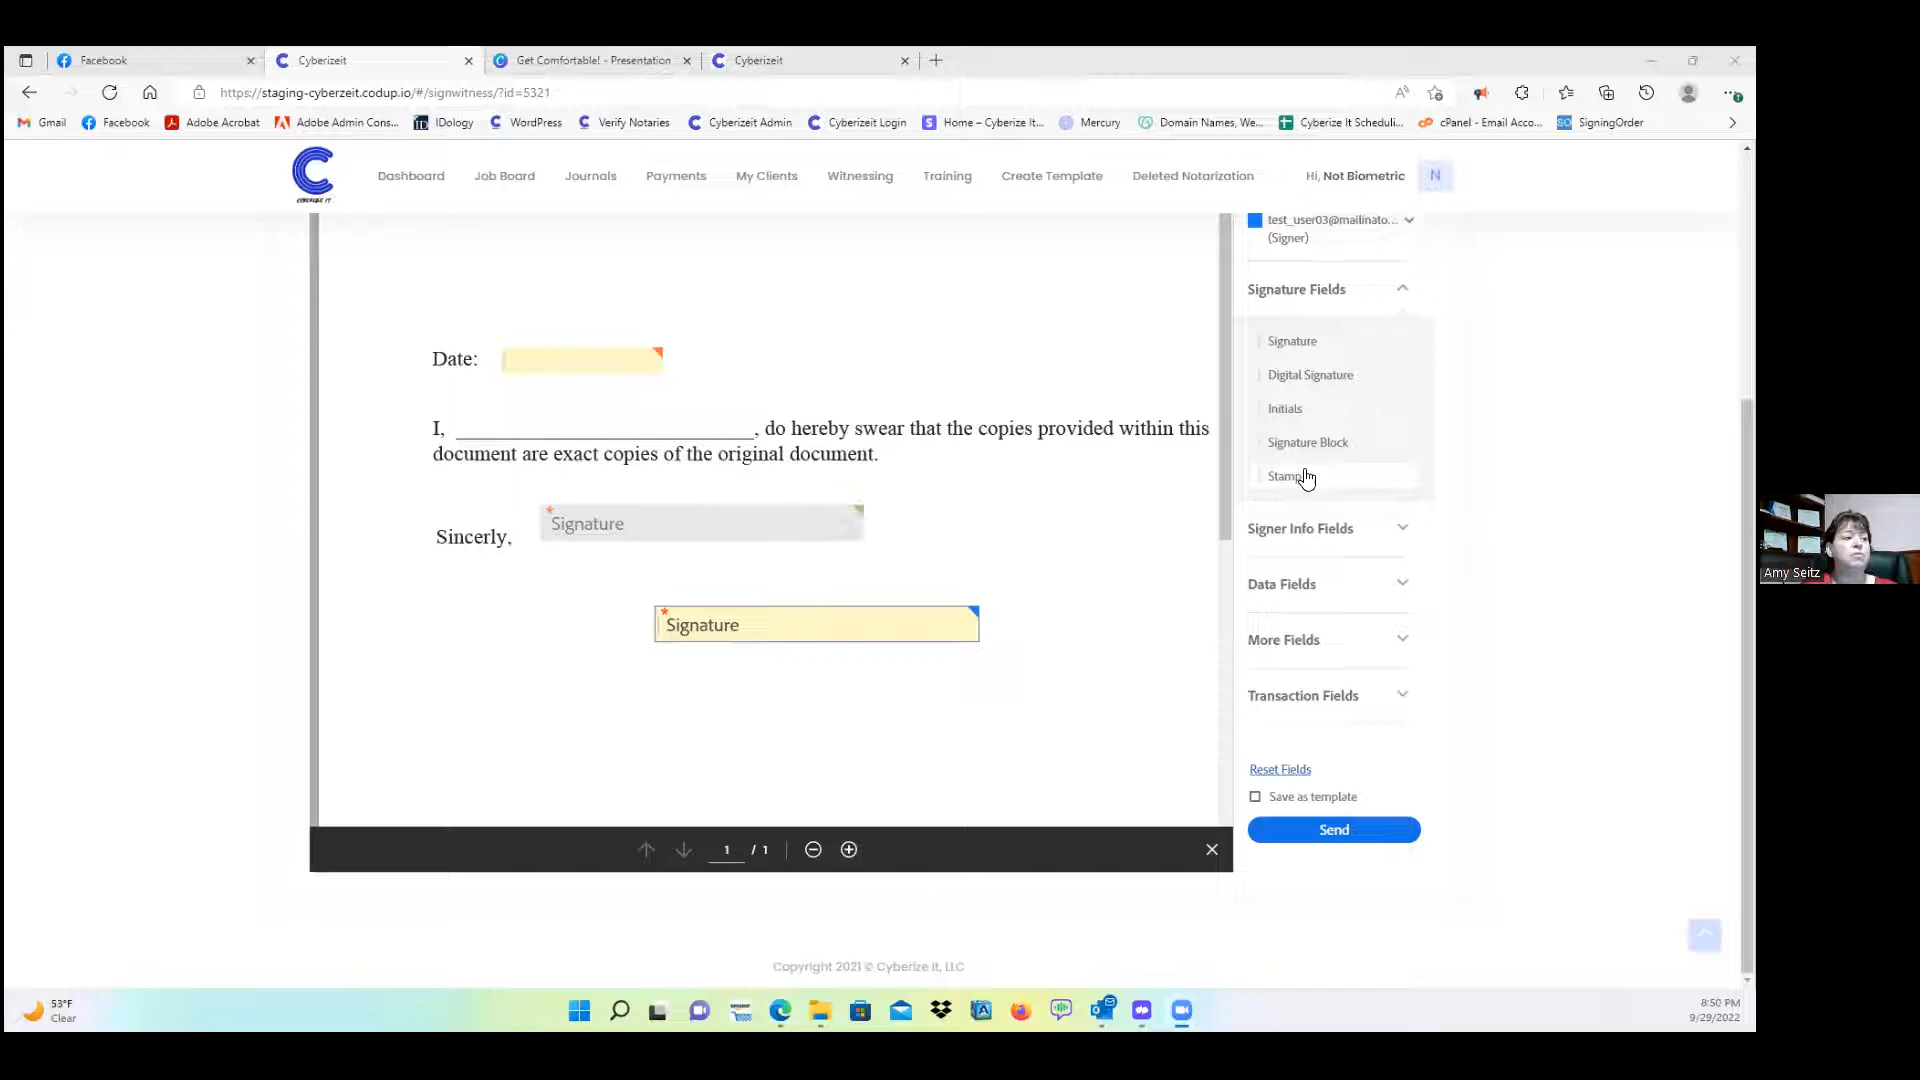 Facebook
Cyberizeit
Get Comfortable! - Presentation
Cyberizeit
https://staging-cyberzeit.codup.io/#/signwitness/?id=5321
Gmail
Facebook
Adobe Acrobat
Adobe Admin Cons...
IDology
WordPress
Verify Notaries
Cyberizeit Admin
Cyberizeit Login
Home – Cyberize It...
Mercury
Domain Names, We...
Cyberize It Scheduli...
cPanel - Email Acco...
SigningOrder
CYBERIZE IT
Dashboard
Job Board
Journals
Payments
My Clients
Witnessing
Training
Create Template
Deleted Notarization
Hi, Not Biometric
N
test_user03@mailinato...
(Signer)
Signature Fields
Signature
Digital Signature
Initials
Signature Block
Stamp
Signer Info Fields
Data Fields
More Fields
Transaction Fields
Reset Fields
Save as template
Send
Date:
I, ____________________________, do hereby swear that the copies provided within this
document are exact copies of the original document.
Sincerly,
* Signature
* Signature
1 / 1
Copyright 2021 © Cyberize It, LLC
Amy Seitz
53°F
Clear
8:50 PM
9/29/2022